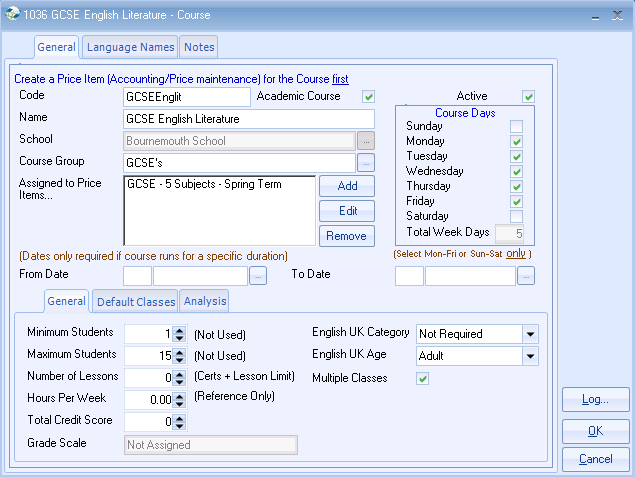 1036 GCSE English Literature - Course
General Language Names Notes
Create a Price Item (Accounting/Price maintenance) for the Course first
Code GCSEEnglit Academic Course Active
Name GCSE English Literature
School Bournemouth School ...
Course Group GCSE's ...
Assigned to Price
Items...
GCSE - 5 Subjects - Spring Term
Add
Edit
Remove
Course Days
Sunday
Monday
Tuesday
Wednesday
Thursday
Friday
Saturday
Total Week Days 5
(Select Mon-Fri or Sun-Sat only )
(Dates only required if course runs for a specific duration)
From Date ... To Date ...
General Default Classes Analysis
Minimum Students 1 (Not Used)
Maximum Students 15 (Not Used)
Number of Lessons 0 (Certs + Lesson Limit)
Hours Per Week 0.00 (Reference Only)
Total Credit Score 0
Grade Scale Not Assigned
English UK Category Not Required
English UK Age Adult
Multiple Classes
Log...
OK
Cancel